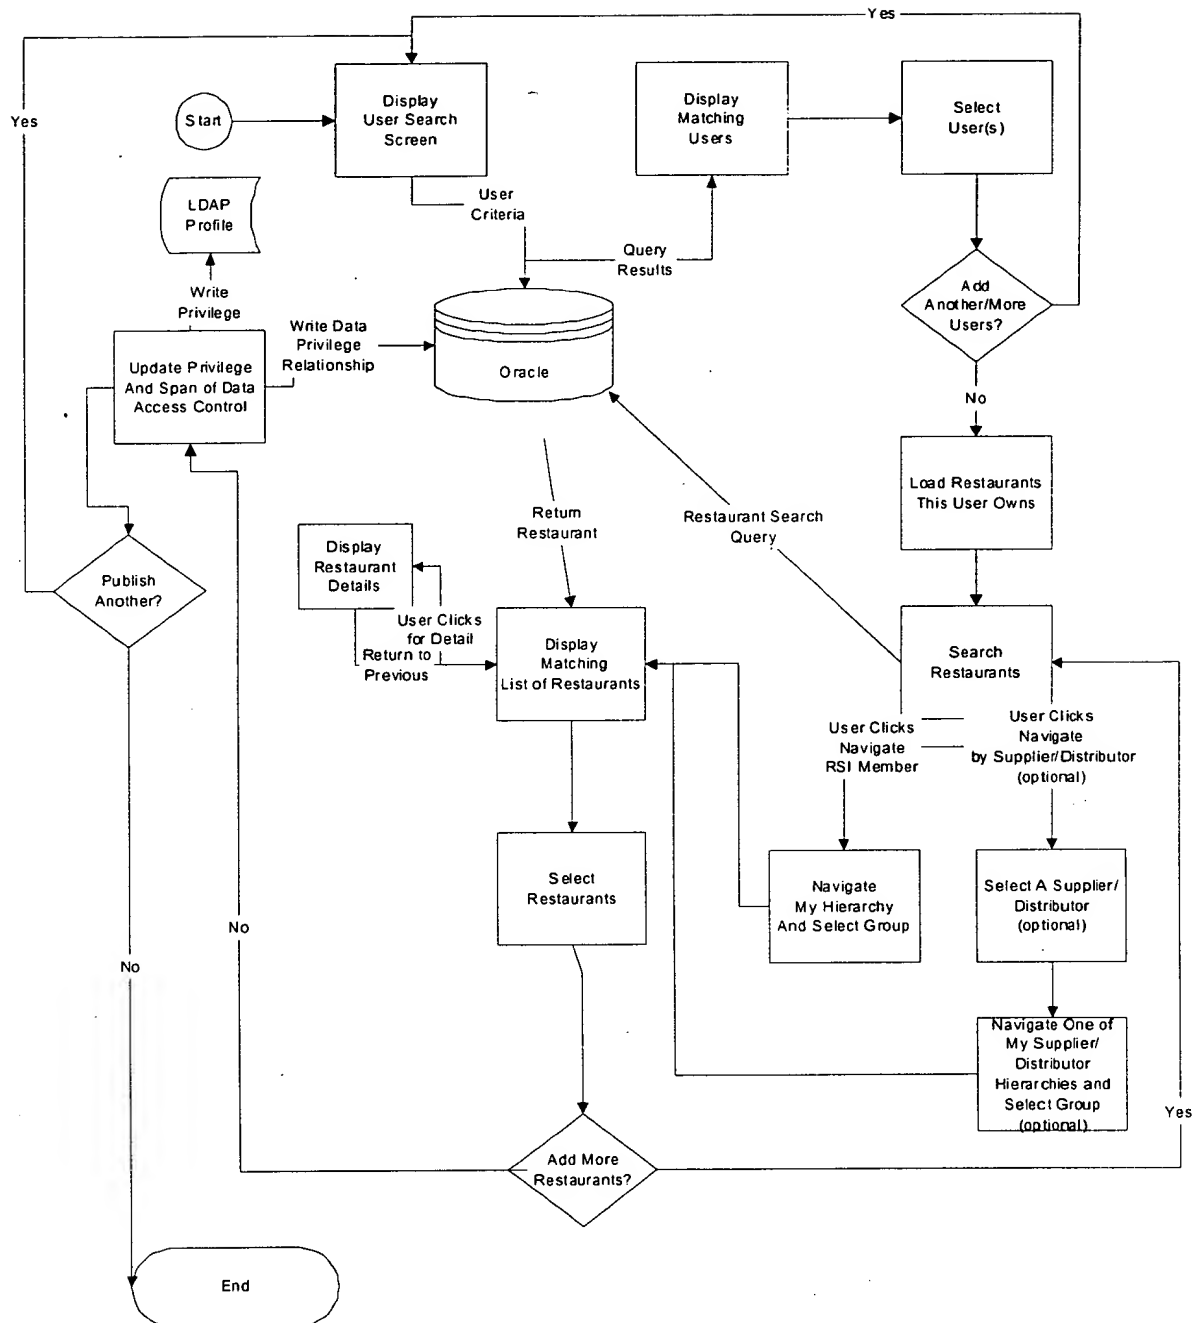 Yes
Yes
Start
Display
User Search
Screen
Display
Matching
Users
Select
User(s)
LDAP
Profile
User
Criteria
Query
Results
Write
Privilege
Write Data
Privilege
Relationship
Add
Another/More
Users?
Oracle
Update Privilege
And Span of Data
Access Control
No
Load Restaurants
This User Owns
Return
Restaurant
Restaurant Search
Query
Display
Restaurant
Details
Publish
Another?
User Clicks
for Detail
Return to
Previous
Display
Matching
List of Restaurants
Search
Restaurants
User Clicks
Navigate
RSI Member
User Clicks
Navigate
by Supplier/Distributor
(optional)
Select
Restaurants
Navigate
My Hierarchy
And Select Group
Select A Supplier/
Distributor
(optional)
No
No
Navigate One of
My Supplier/
Distributor
Hierarchies and
Select Group
(optional)
Yes
Add More
Restaurants?
End